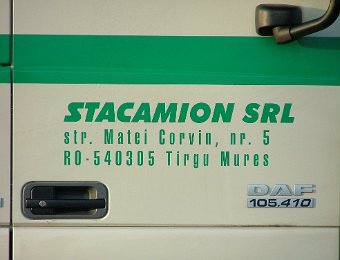 STACAMION SRL
str. Matei Corvin, nr. 5
RO-540305 Tirgu Mures
DAF
105.410